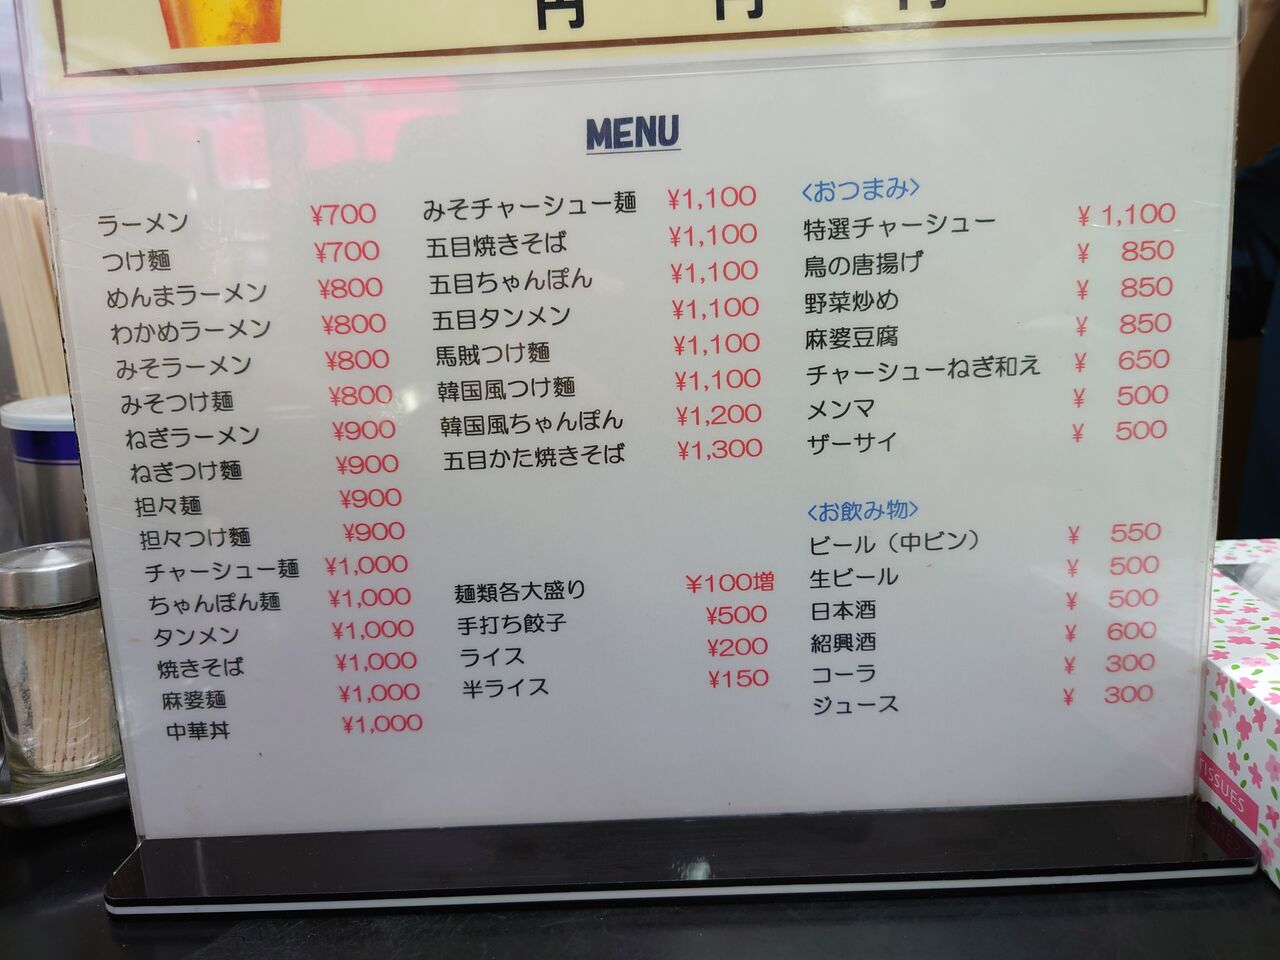 円 円 円
MENU
ラーメン ¥700
つけ麺 ¥700
めんまラーメン ¥800
わかめラーメン ¥800
みそラーメン ¥800
みそつけ麺 ¥800
ねぎラーメン ¥900
ねぎつけ麺 ¥900
担々麺 ¥900
担々つけ麺 ¥900
チャーシュー麺 ¥1,000
ちゃんぽん麺 ¥1,000
タンメン ¥1,000
焼きそば ¥1,000
麻婆麺 ¥1,000
中華丼 ¥1,000
みそチャーシュー麺 ¥1,100
五目焼きそば ¥1,100
五目ちゃんぽん ¥1,100
五目タンメン ¥1,100
馬賊つけ麺 ¥1,100
韓国風つけ麺 ¥1,100
韓国風ちゃんぽん ¥1,200
五目かた焼きそば ¥1,300
麺類各大盛り ¥100増
手打ち餃子 ¥500
ライス ¥200
半ライス ¥150
<おつまみ>
特選チャーシュー ¥ 1,100
鳥の唐揚げ ¥ 850
野菜炒め ¥ 850
麻婆豆腐 ¥ 850
チャーシューねぎ和え ¥ 650
メンマ ¥ 500
ザーサイ ¥ 500
<お飲み物>
ビール（中ビン） ¥ 550
生ビール ¥ 500
日本酒 ¥ 500
紹興酒 ¥ 600
コーラ ¥ 300
ジュース ¥ 300
TISSUES